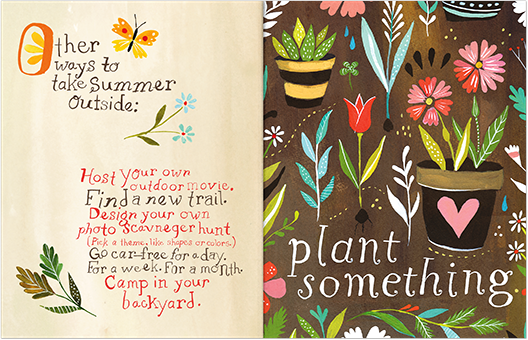 Other
ways to
take Summer
outside:
Host your own
outdoor movie.
Find a new trail.
Design your own
photo scavneger hunt
(Pick a theme. like shapes or colors.)
Go car-free for a day.
For a week. For a month.
Camp in your
backyard.
plant
something.